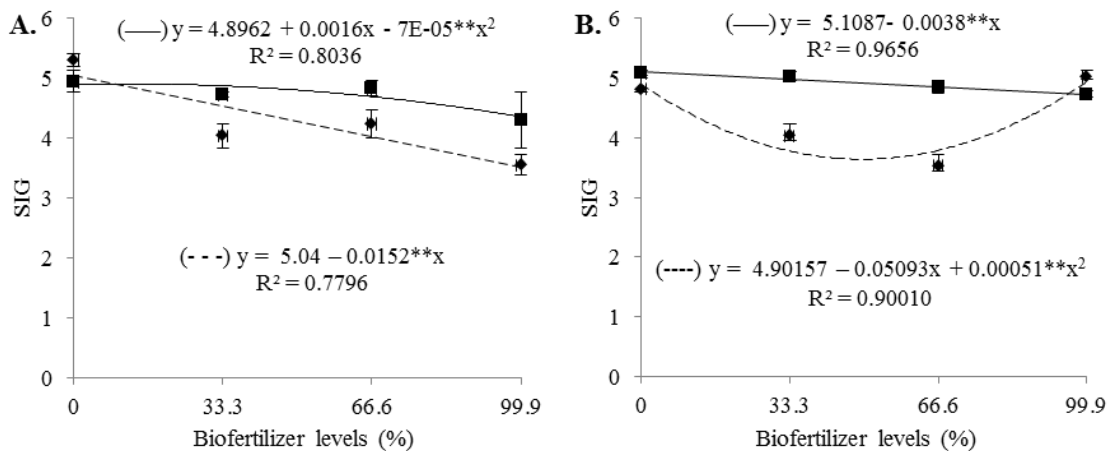 A.
(——) y = 4.8962 + 0.0016x - 7E-05**x²
R² = 0.8036
6
5
4
3
2
1
0
SIG
(- - -) y = 5.04 – 0.0152**x
R² = 0.7796
0 33.3 66.6 99.9
Biofertilizer levels (%)
B.
(——) y = 5.1087- 0.0038**x
R² = 0.9656
6
5
4
3
2
1
0
SIG
(----) y = 4.90157 – 0.05093x + 0.00051**x²
R² = 0.90010
0 33.3 66.6 99.9
Biofertilizer levels (%)